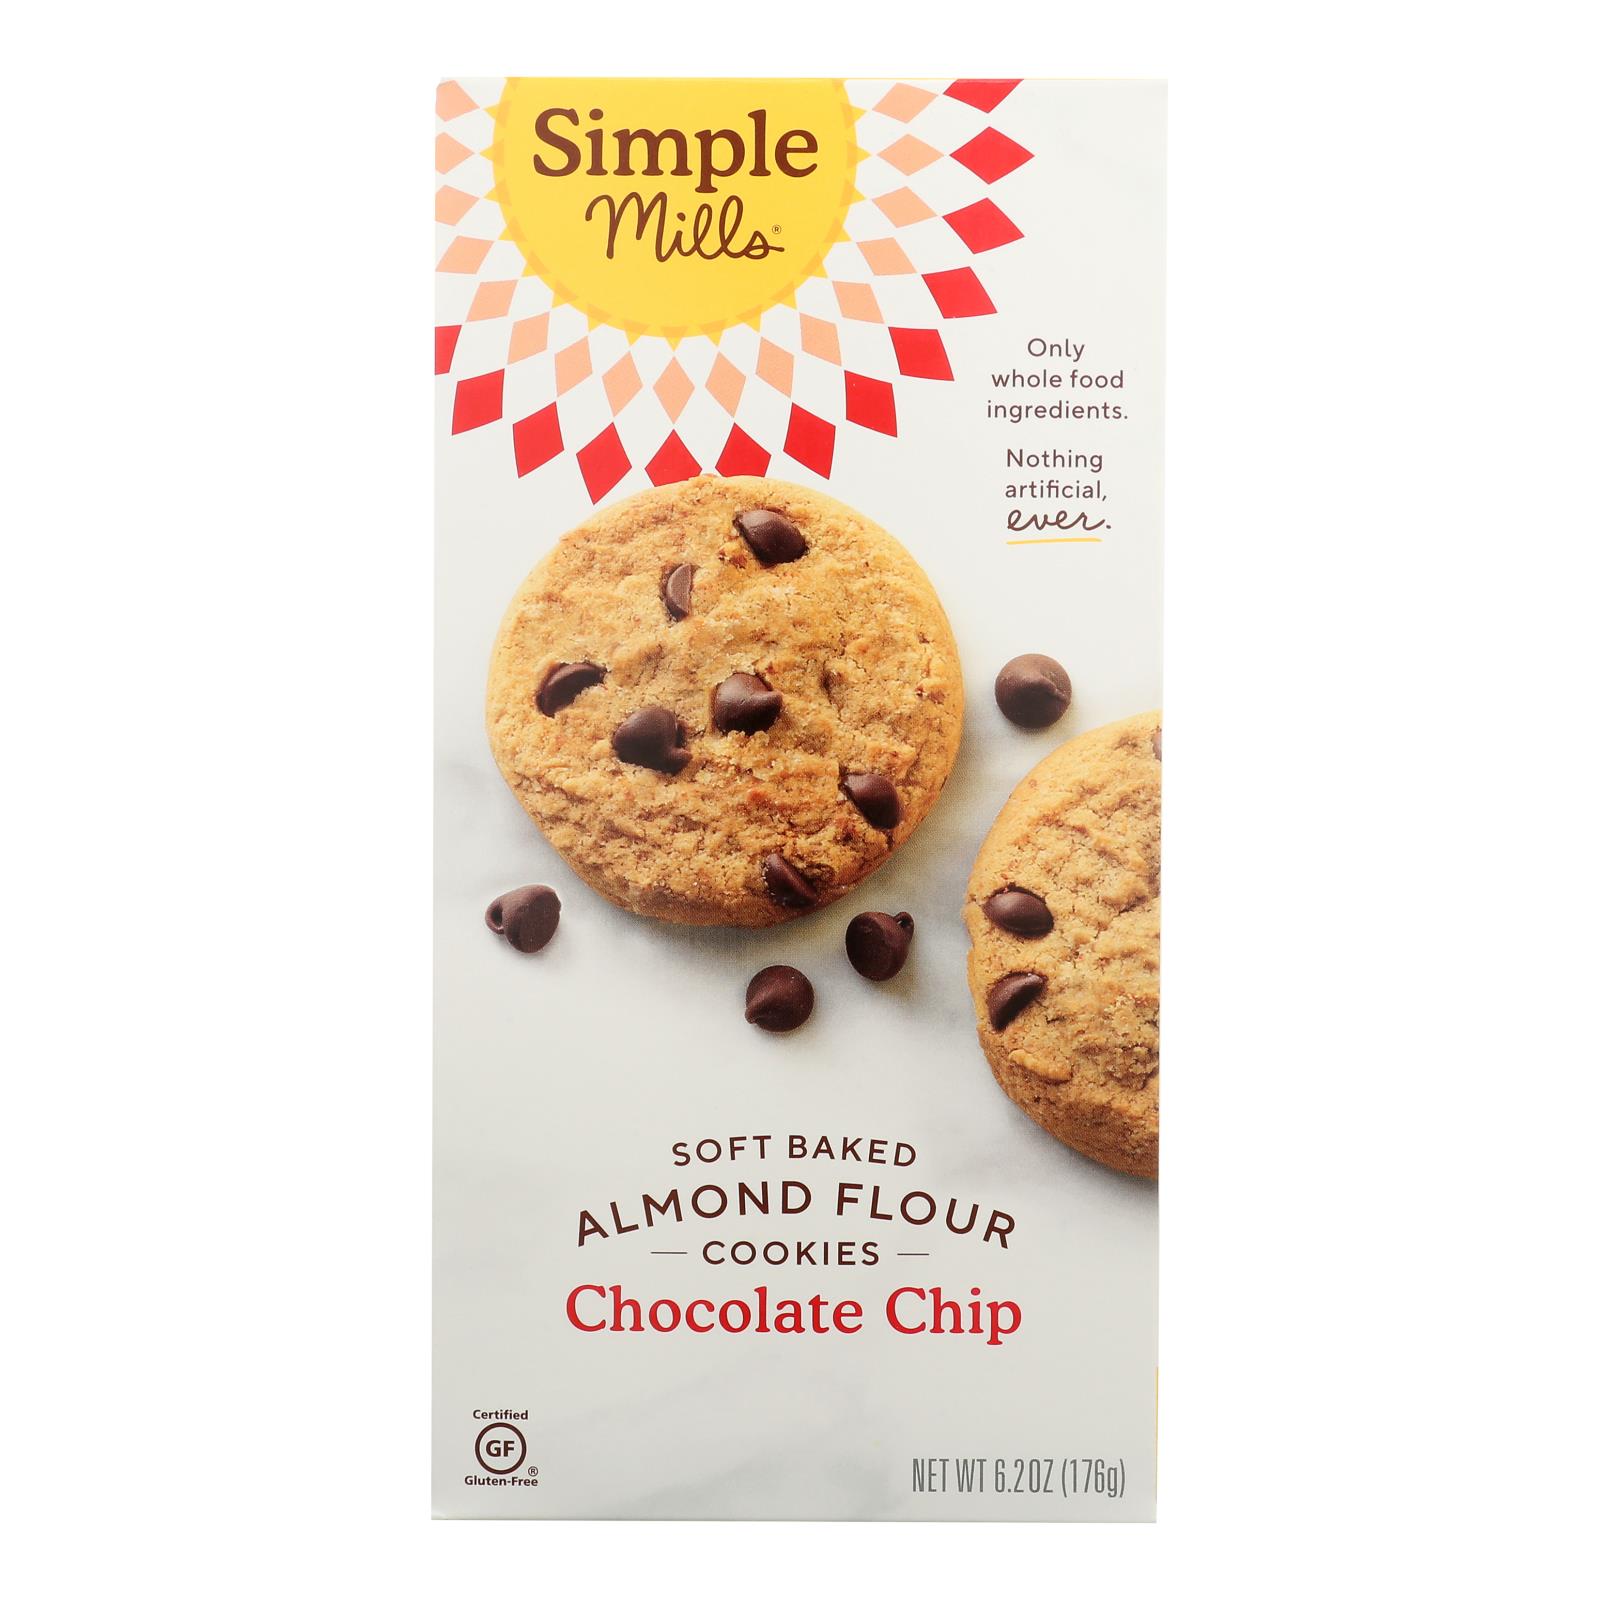 Simple
Mills®
Only
whole food
ingredients.
Nothing
artificial,
ever.
SOFT BAKED
ALMOND FLOUR
COOKIES
Chocolate Chip
Certified
GF
®
Gluten-Free
NET WT 6.2OZ (176g)